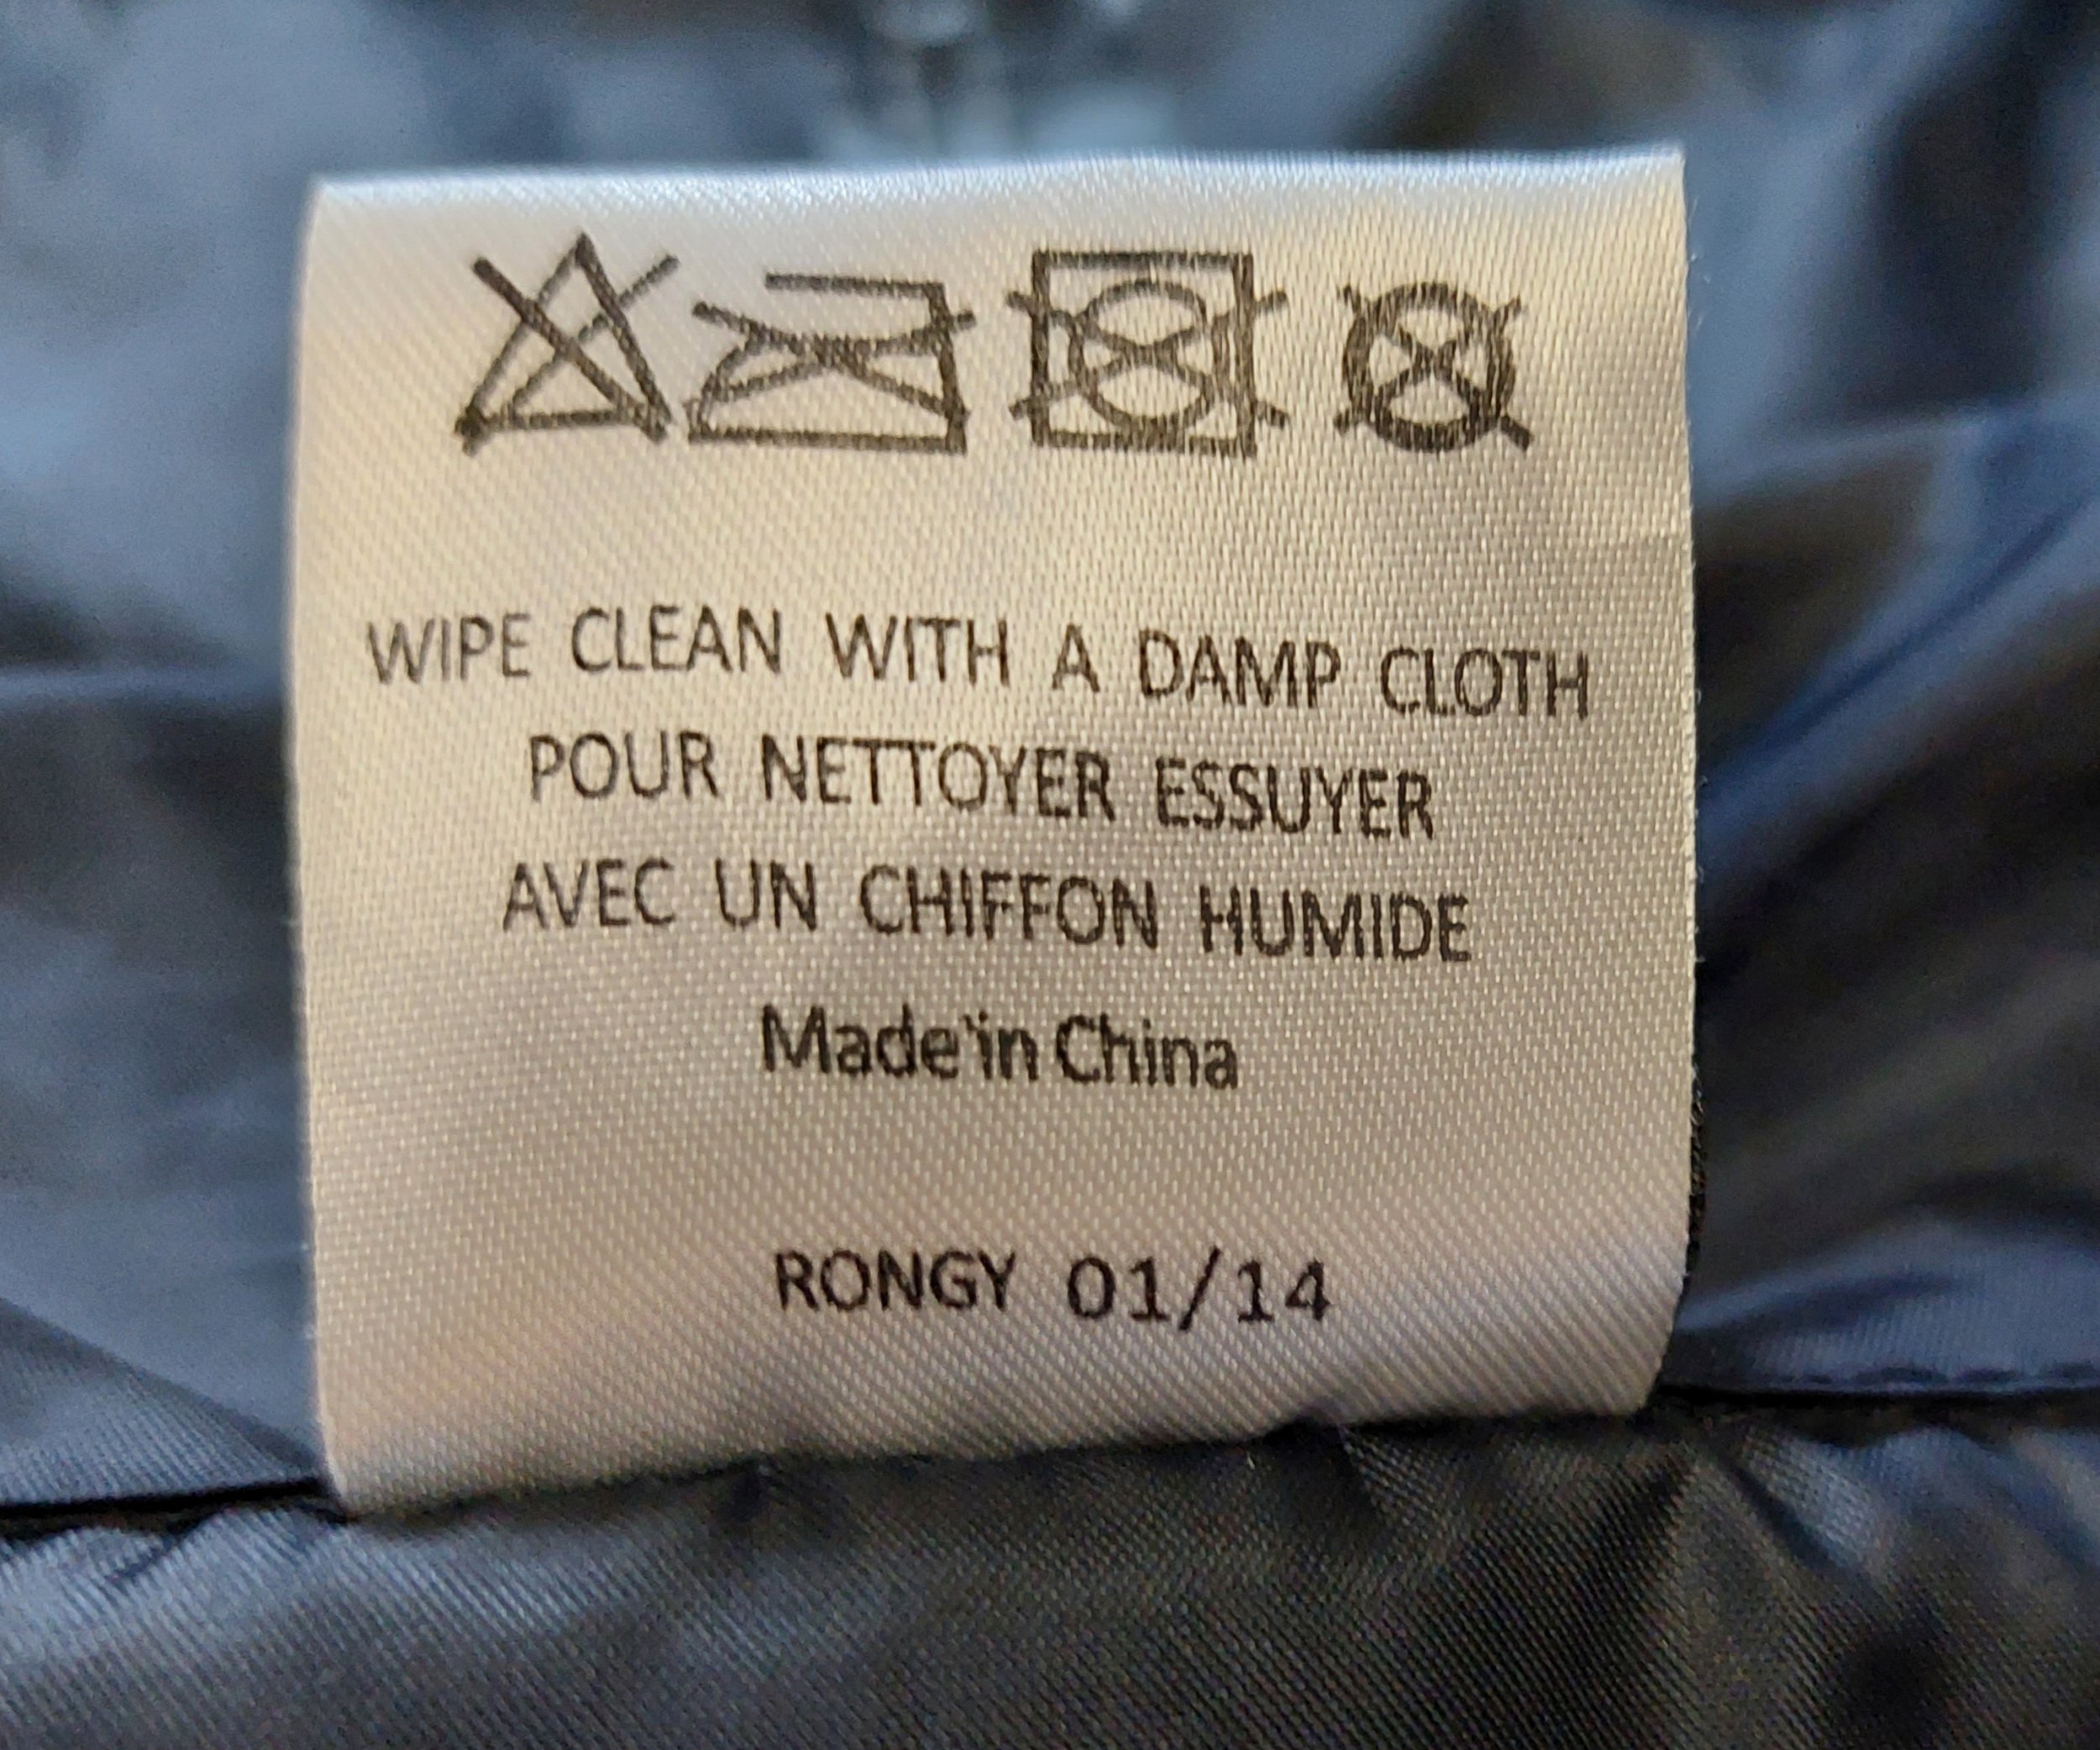 WIPE CLEAN WITH A DAMP CLOTH
POUR NETTOYER ESSUYER
AVEC UN CHIFFON HUMIDE
Made in China
RONGY 01/14